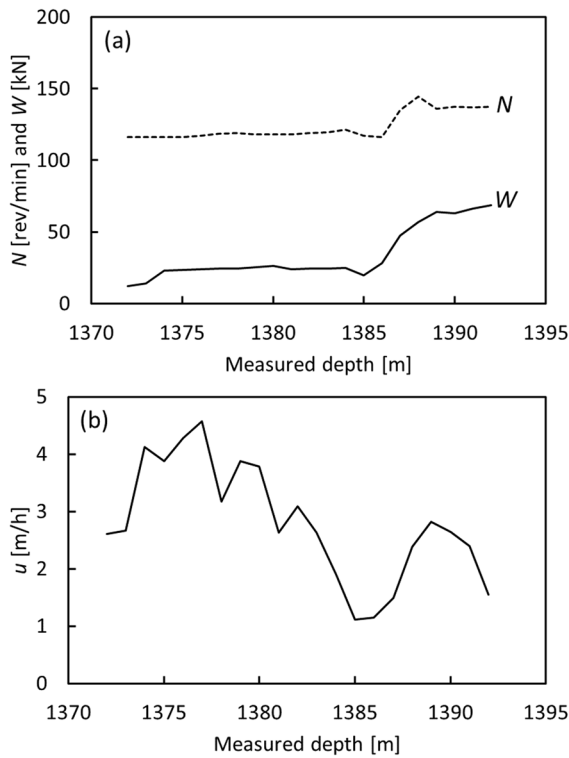 200
(a)
150
N
100
W
50
0
N [rev/min] and W [kN]
1370 1375 1380 1385 1390 1395
Measured depth [m]
5
(b)
4
3
2
1
0
u [m/h]
1370 1375 1380 1385 1390 1395
Measured depth [m]